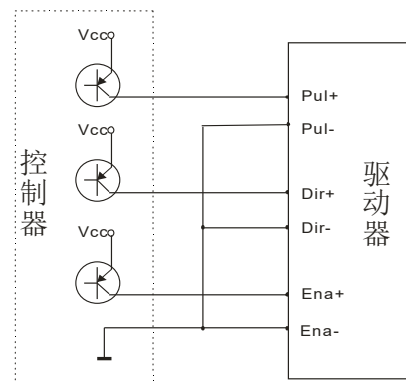 Vcc
Pul+
Pul-
Vcc
控制器
Dir+
驱动器
Dir-
Vcc
Ena+
Ena-